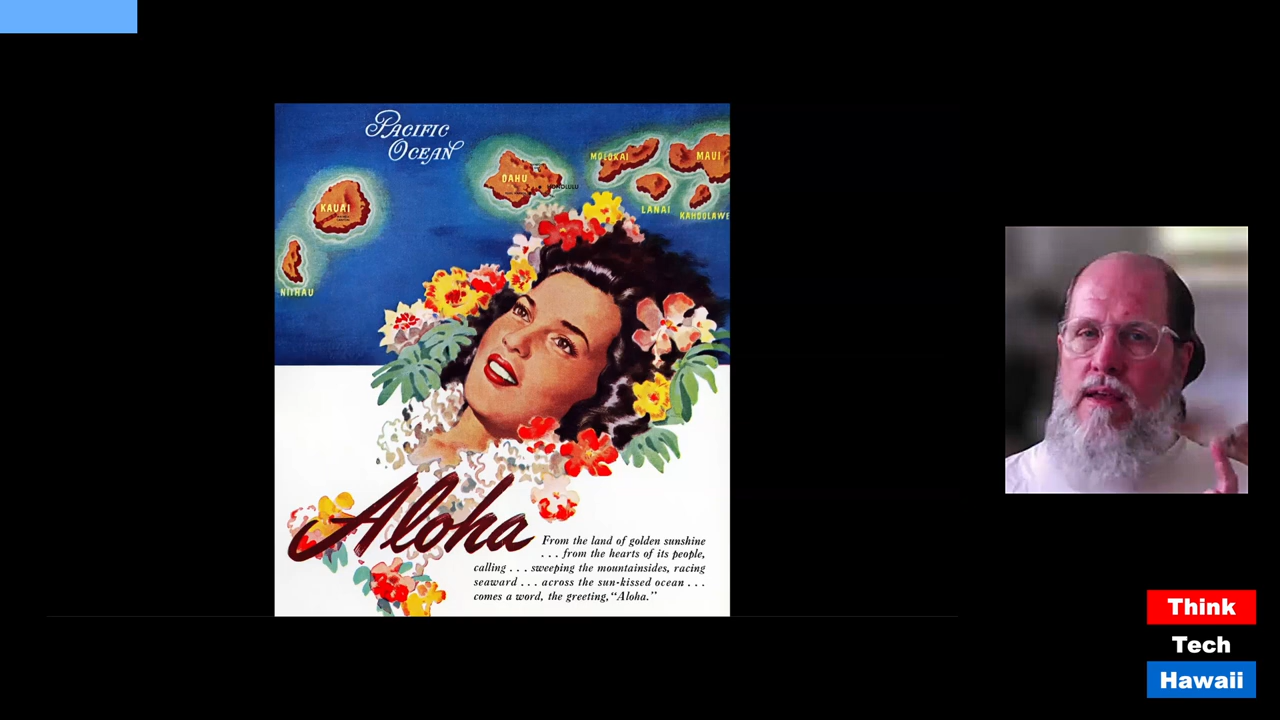 PACIFIC
OCEAN
MOLOKAI
MAUI
OAHU
HONOLULU
KAUAI
LANAI
KAHOOLAWE
NIIHAU
Aloha
From the land of golden sunshine
. . . from the hearts of its people,
calling . . . sweeping the mountainsides, racing
seaward . . . across the sun-kissed ocean . . .
comes a word, the greeting, “Aloha.”
Think
Tech
Hawaii